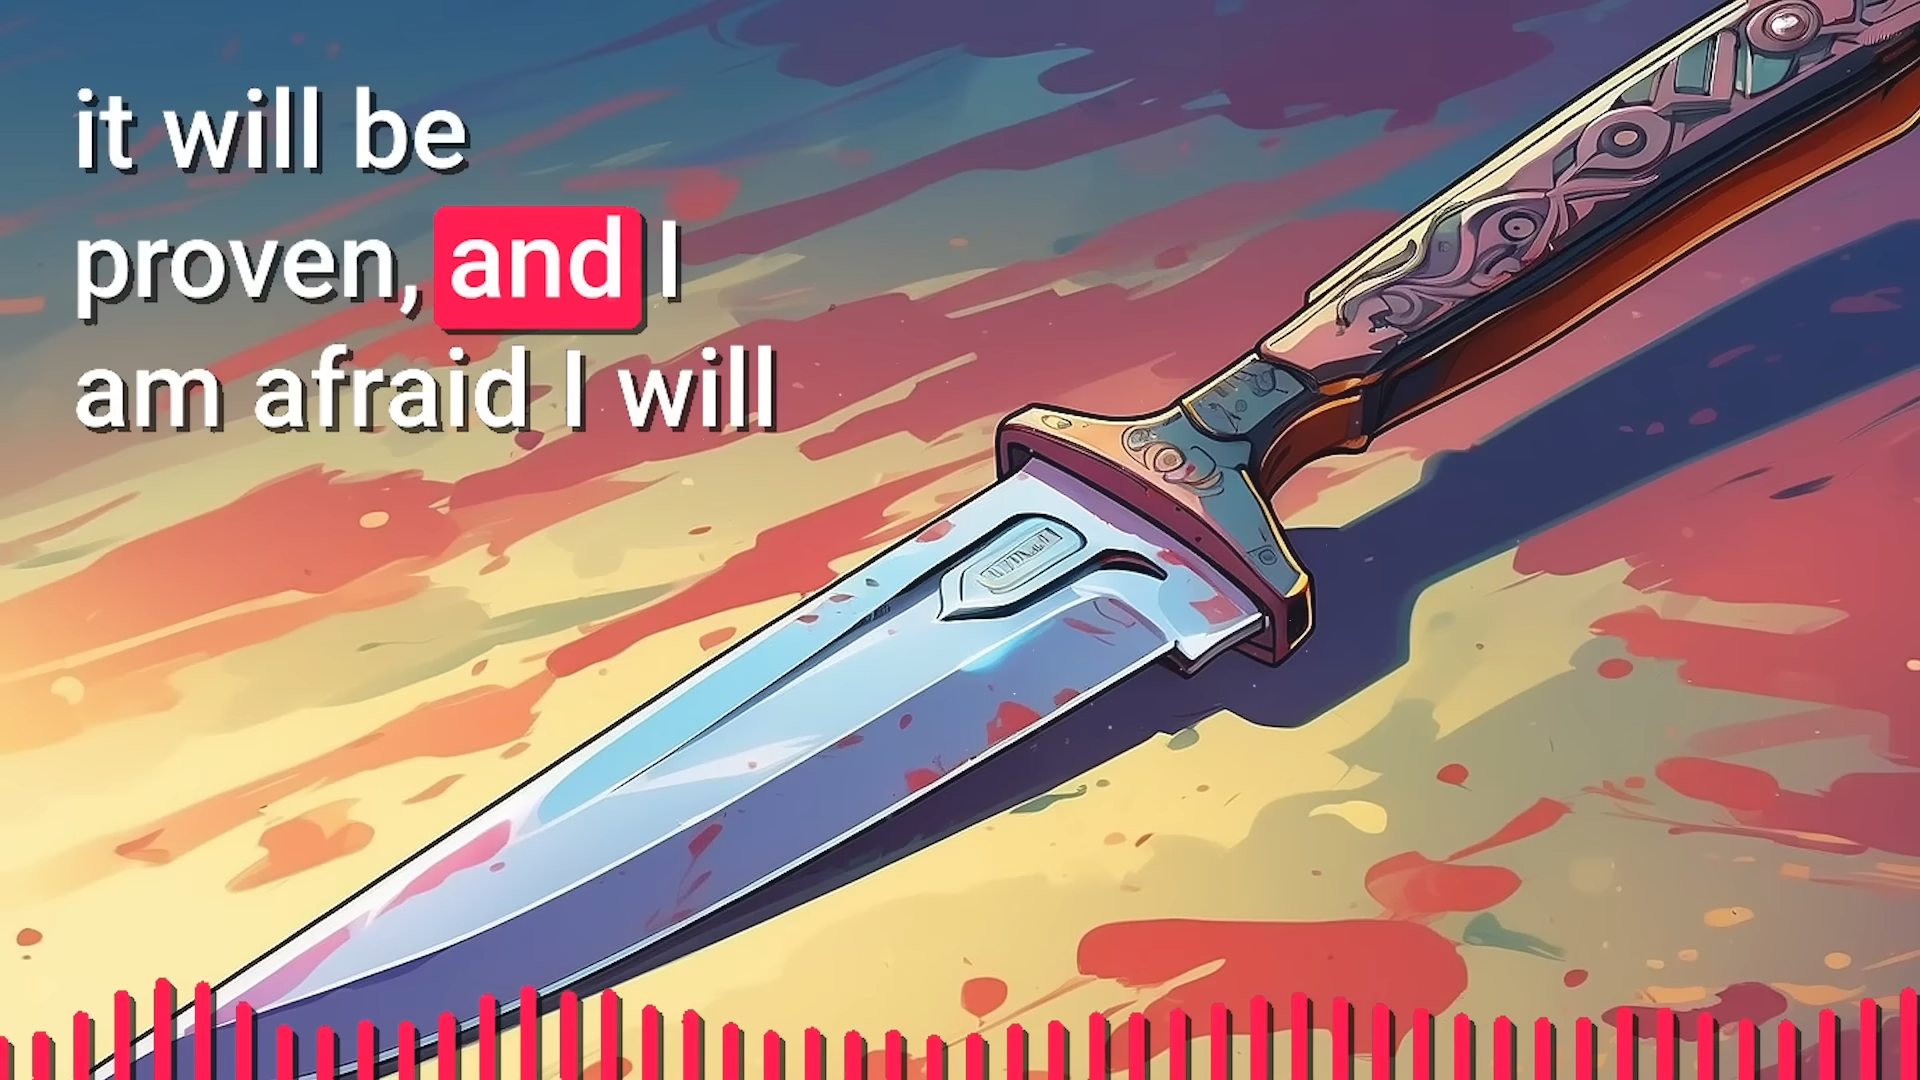 it will be
proven, and I
am afraid I will